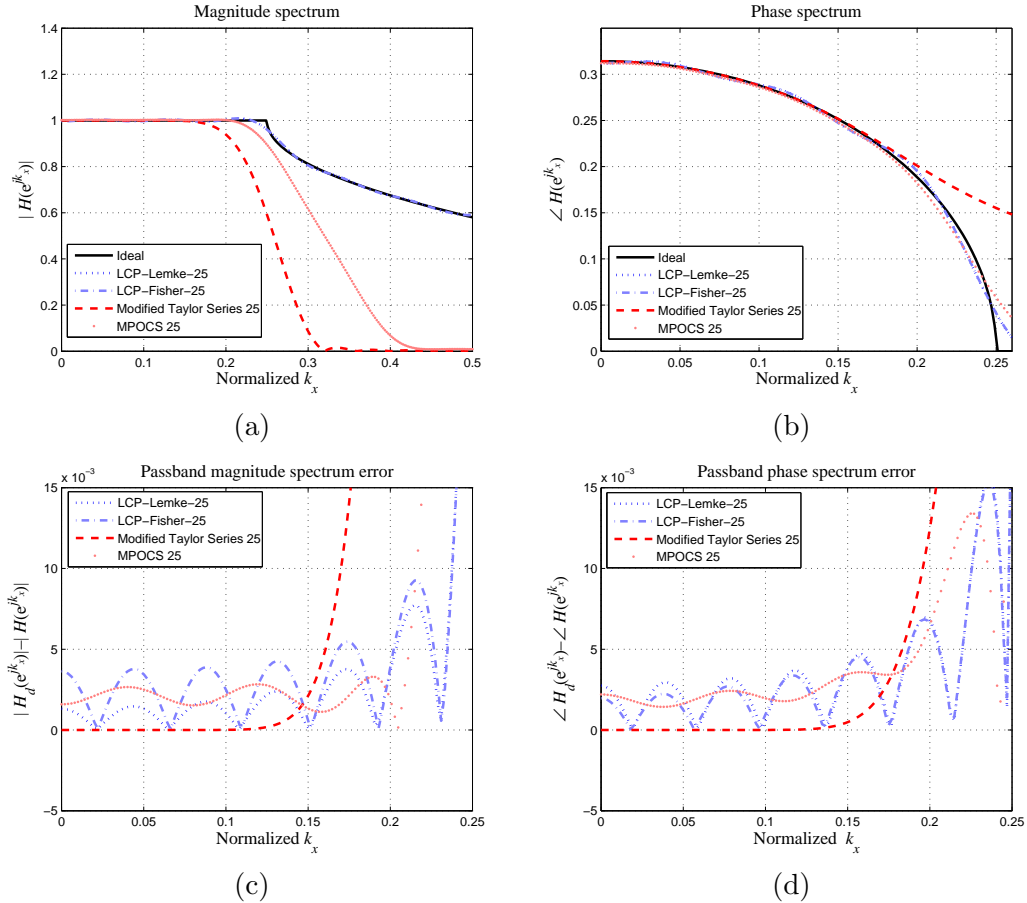 Magnitude spectrum
1.4
1.2
1
0.8
0.6
0.4
0.2
0
| H(e^{jk_x})|
Ideal
LCP−Lemke−25
LCP−Fisher−25
Modified Taylor Series 25
MPOCS 25
0 0.1 0.2 0.3 0.4 0.5
Normalized k_x
(a)
Phase spectrum
0.3
0.25
0.2
0.15
0.1
0.05
0
∠ H(e^{jk_x})
Ideal
LCP−Lemke−25
LCP−Fisher−25
Modified Taylor Series 25
MPOCS 25
0 0.05 0.1 0.15 0.2 0.25
Normalized k_x
(b)
Passband magnitude spectrum error
x 10^{−3}
15
10
5
0
−5
| H_d(e^{jk_x})|−| H(e^{jk_x})|
LCP−Lemke−25
LCP−Fisher−25
Modified Taylor Series 25
MPOCS 25
0 0.05 0.1 0.15 0.2 0.25
Normalized k_x
(c)
Passband phase spectrum error
x 10^{−3}
15
10
5
0
−5
∠ H_d(e^{jk_x})−∠ H(e^{jk_x})
LCP−Lemke−25
LCP−Fisher−25
Modified Taylor Series 25
MPOCS 25
0 0.05 0.1 0.15 0.2 0.25
Normalized k_x
(d)